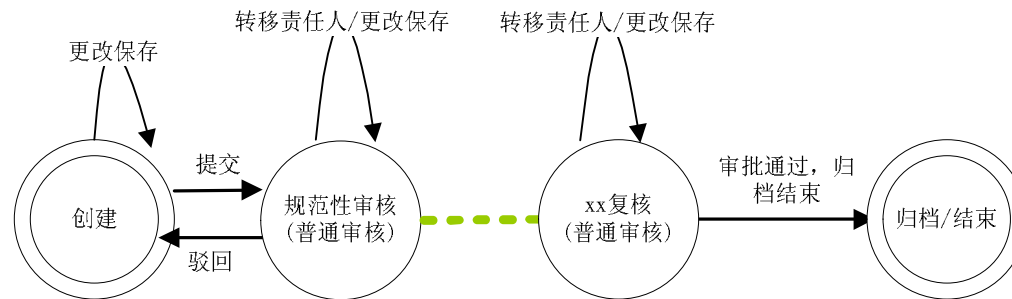 转移责任人/更改保存
转移责任人/更改保存
更改保存
提交
审批通过，归
档结束
创建
规范性审核
(普通审核)
xx复核
(普通审核)
归档/结束
驳回